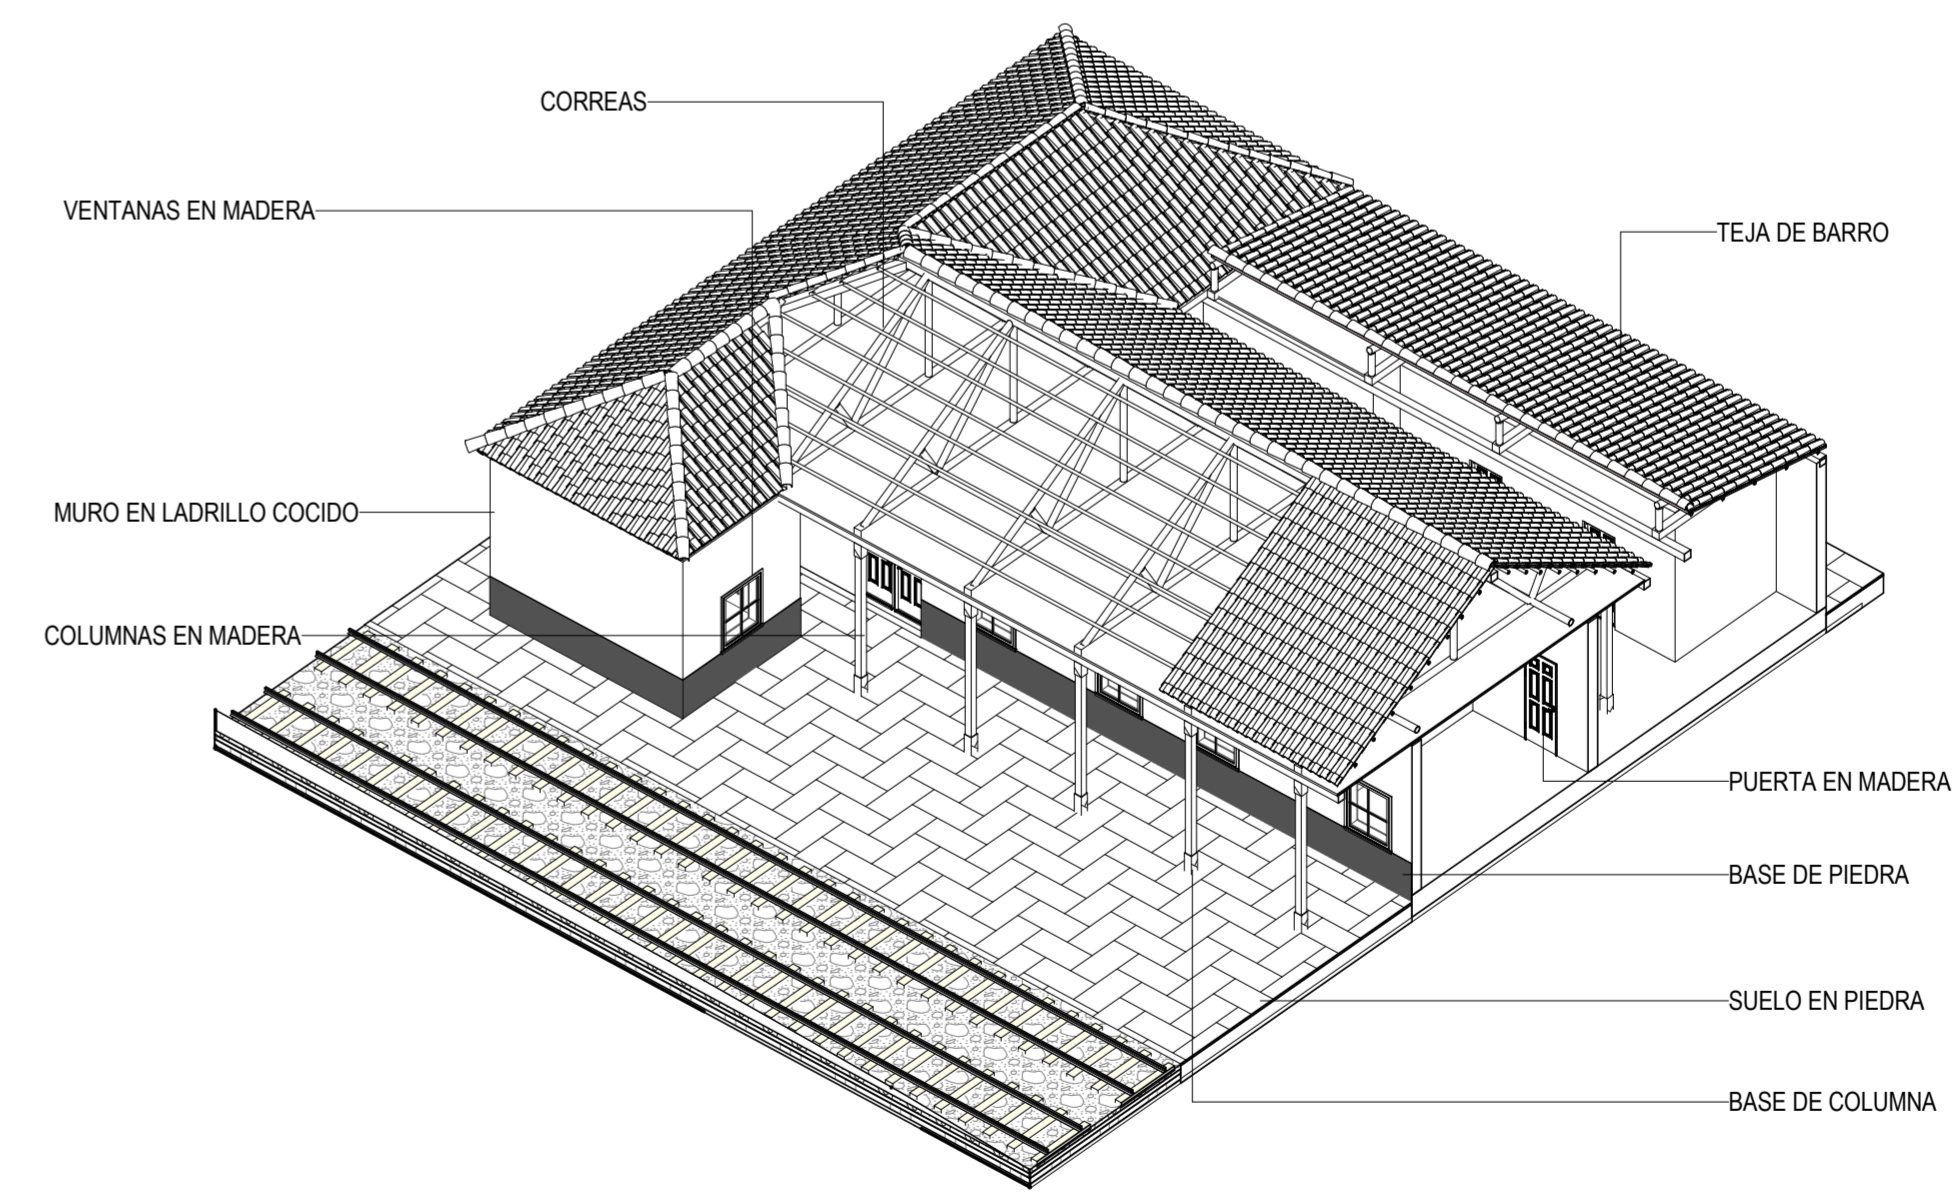 CORREAS
VENTANAS EN MADERA
TEJA DE BARRO
MURO EN LADRILLO COCIDO
COLUMNAS EN MADERA
PUERTA EN MADERA
BASE DE PIEDRA
SUELO EN PIEDRA
BASE DE COLUMNA